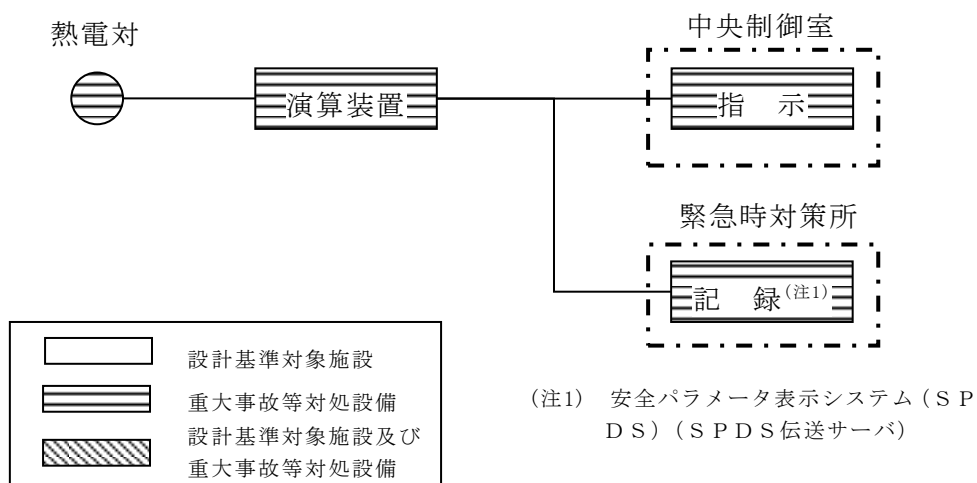 熱電対
中央制御室
演算装置
指　示
緊急時対策所
記　録(注1)
設計基準対象施設
重大事故等対処設備
設計基準対象施設及び
重大事故等対処設備
(注1)　安全パラメータ表示システム（ＳＰ
ＤＳ）（ＳＰＤＳ伝送サーバ）